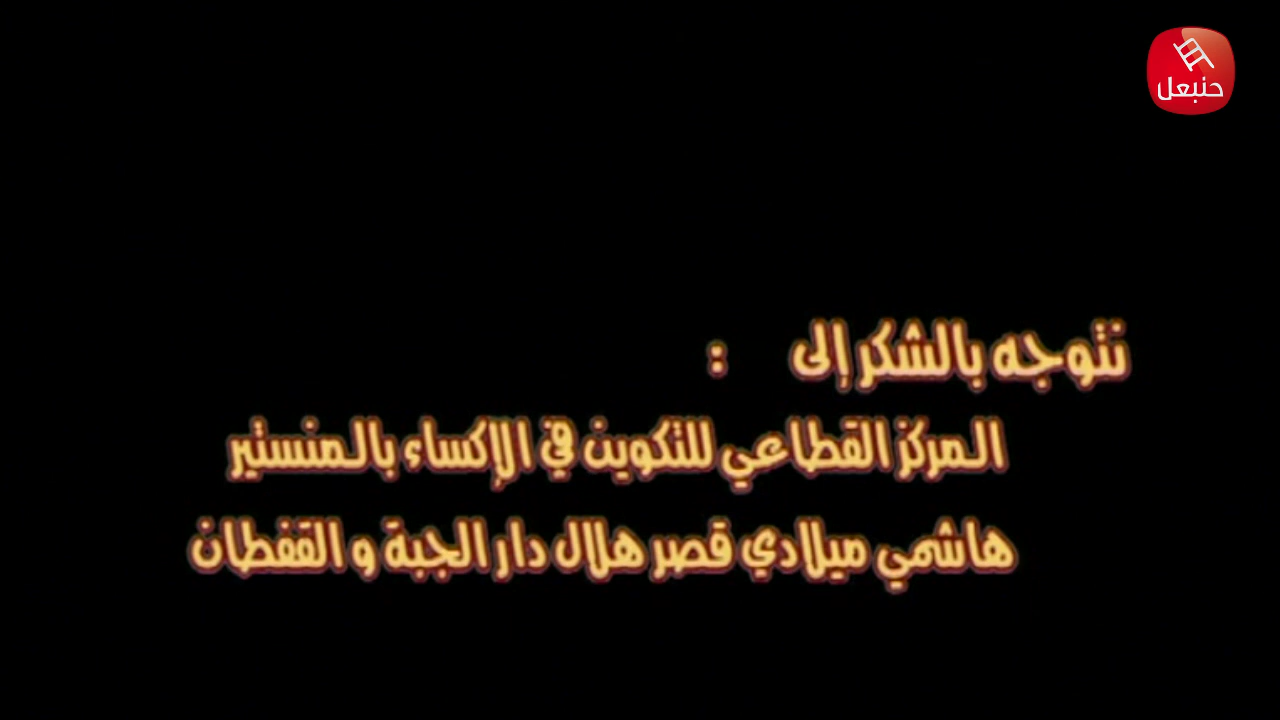 حنبعل
نتوجه بالشكر إلى :
المركز القطاعي للتكوين في الإكساء بالمنستير
هاشمي ميلادي قصر هلال دار الجبة و القفطان